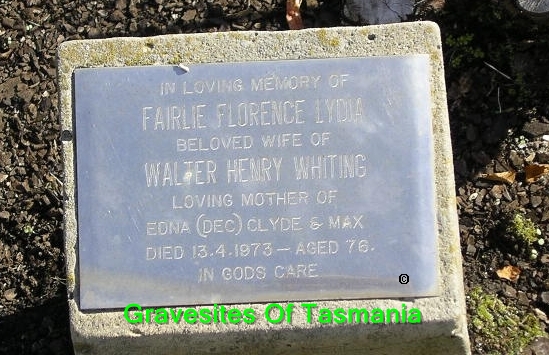 IN LOVING MEMORY OF
FAIRLIE FLORENCE LYDIA
BELOVED WIFE OF
WALTER HENRY WHITING
LOVING MOTHER OF
EDNA (DEC) CLYDE & MAX
DIED 13.4.1973 — AGED 76.
IN GODS CARE
©
Gravesites Of Tasmania
©